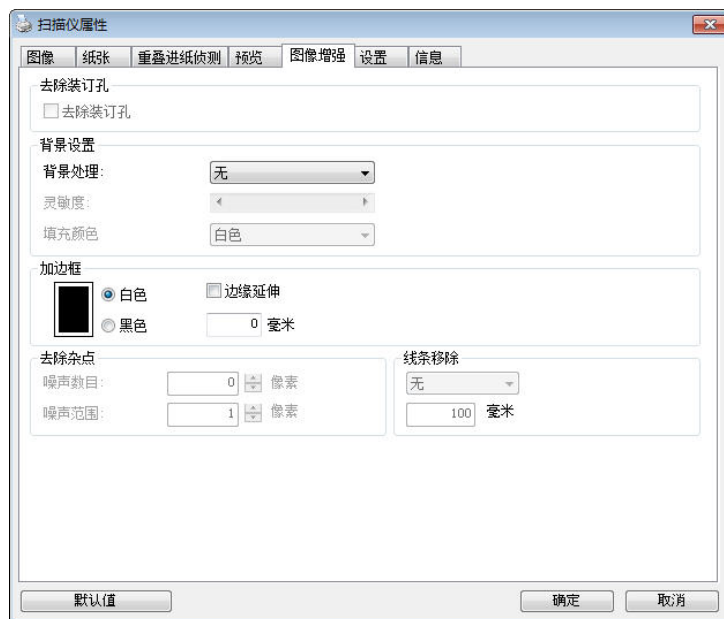 扫描仪属性
图像 纸张 重叠进纸侦测 预览 图像增强 设置 信息
去除装订孔
去除装订孔
背景设置
背景处理: 无
灵敏度:
填充颜色 白色
加边框
白色 边缘延伸
黑色 0 毫米
去除杂点 线条移除
噪声数目: 0 像素 无
噪声范围: 1 像素 100 毫米
默认值 确定 取消